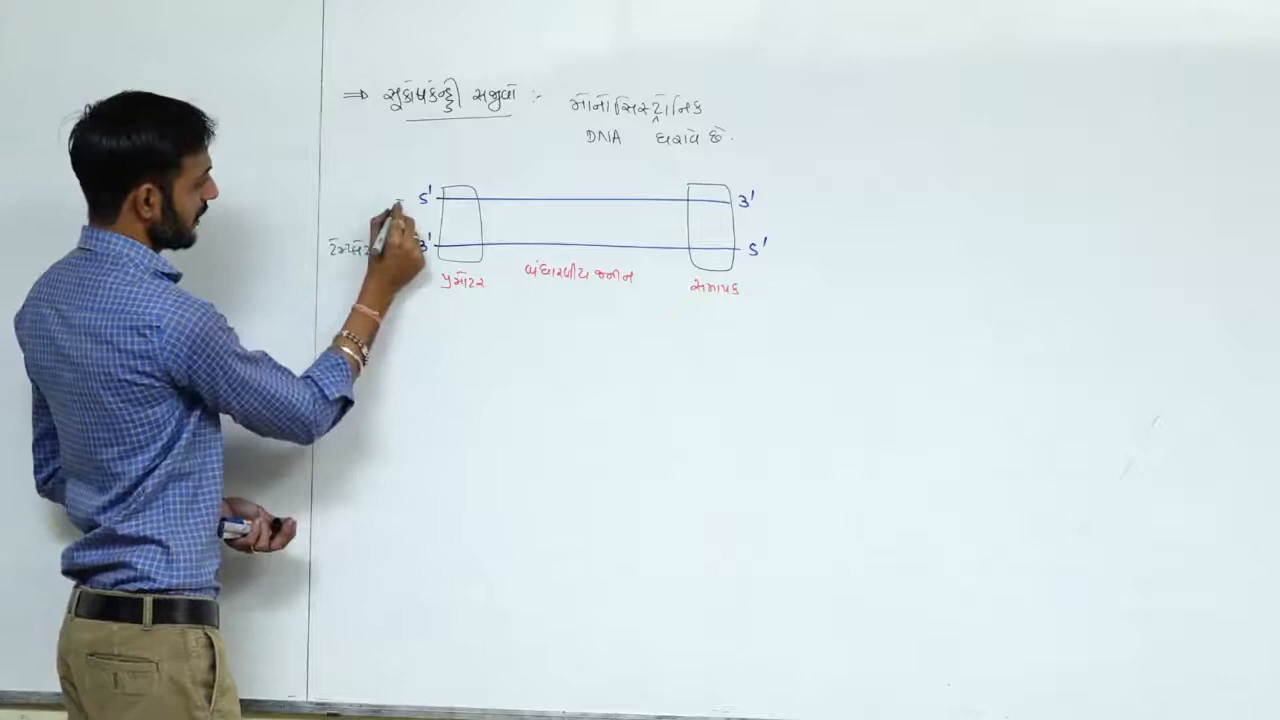 ⇒ સૂકોષકેન્દ્રી સજીવો :- મોનોસિસ્ટ્રોનિક
DNA ધરાવે છે.
5' 3'
3' 5'
પ્રમોટર બંધારણીય જનીન સમાપક